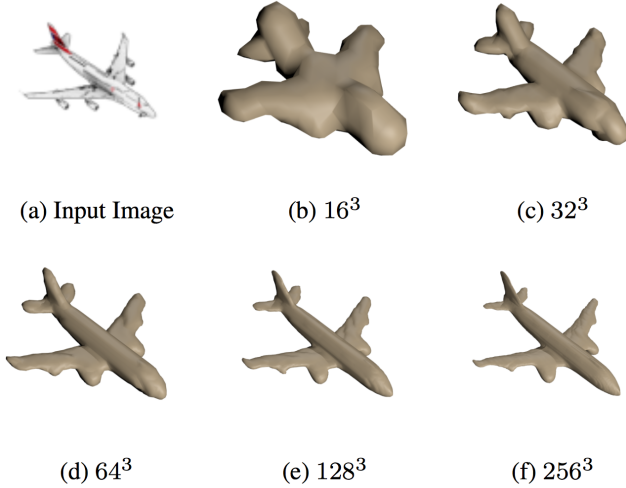 (a) Input Image
(b) 16³
(c) 32³
(d) 64³
(e) 128³
(f) 256³